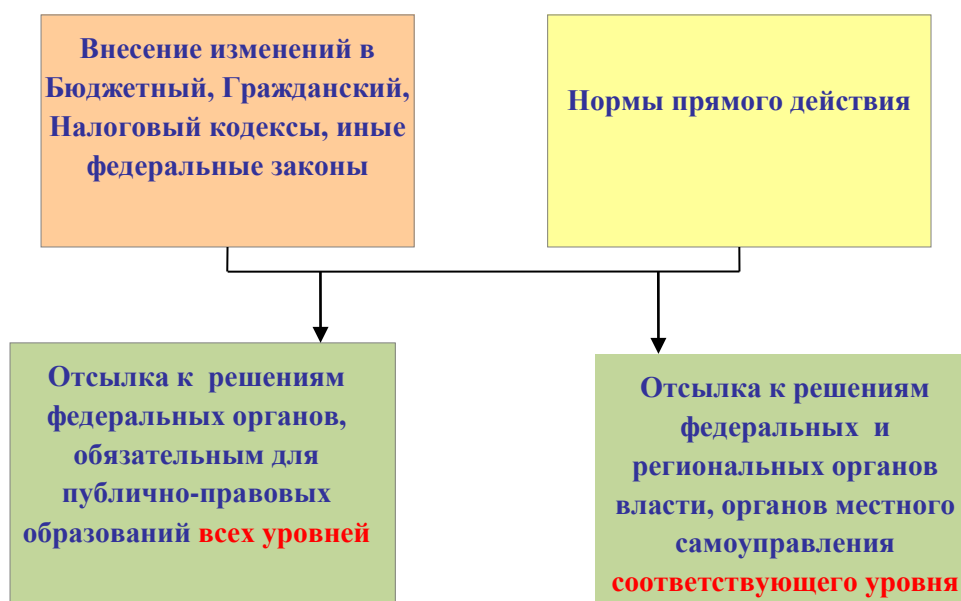 Внесение изменений в
Бюджетный, Гражданский,
Налоговый кодексы, иные
федеральные законы
Нормы прямого действия
Отсылка к решениям
федеральных органов,
обязательным для
публично-правовых
образований всех уровней
Отсылка к решениям
федеральных и
региональных органов
власти, органов местного
самоуправления
соответствующего уровня